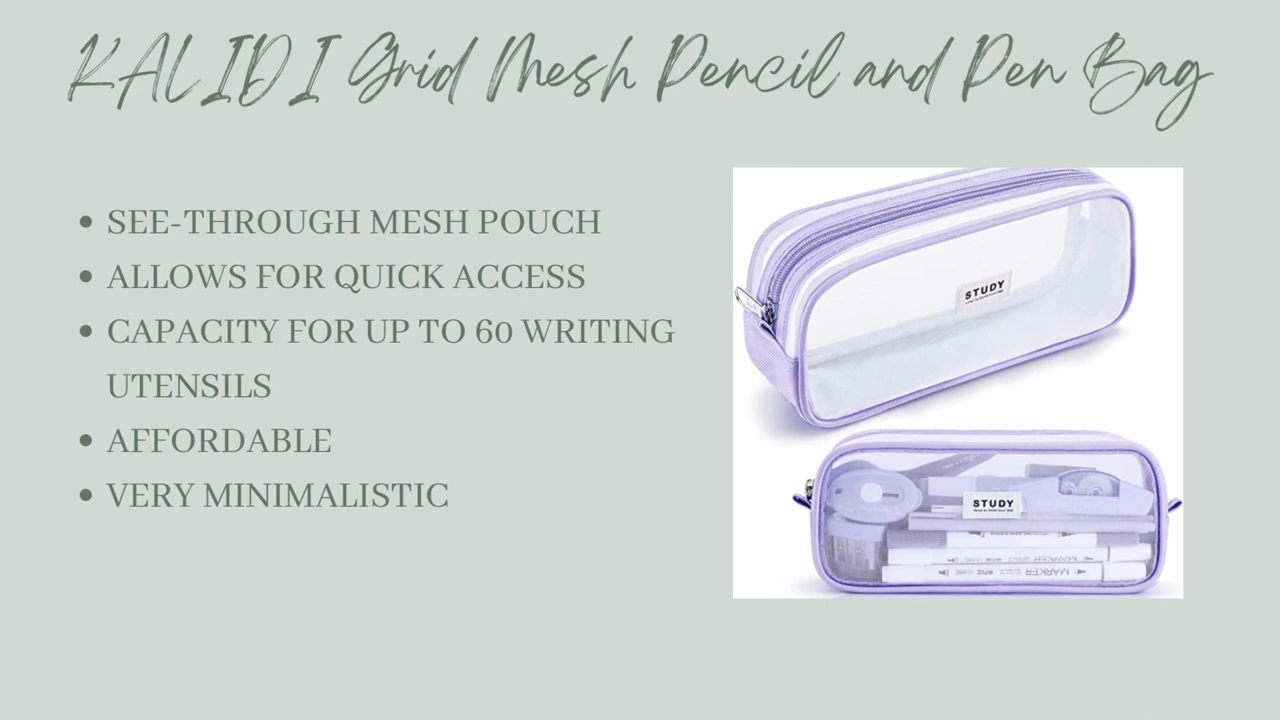 KALIDI Grid Mesh Pencil and Pen Bag
SEE-THROUGH MESH POUCH
ALLOWS FOR QUICK ACCESS
CAPACITY FOR UP TO 60 WRITING
UTENSILS
AFFORDABLE
VERY MINIMALISTIC
STUDY
STUDY
MARKER
MARKER